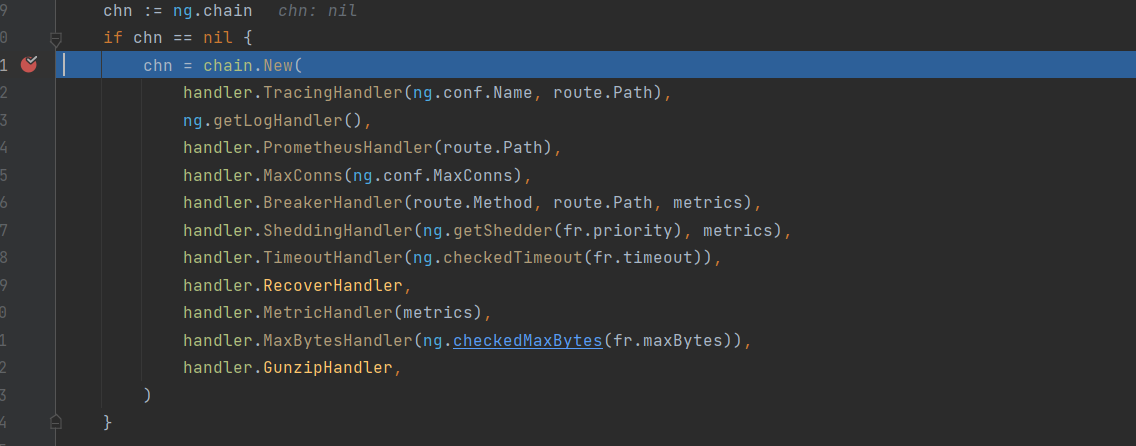 9 chn := ng.chain chn: nil
0 if chn == nil {
1 chn = chain.New(
2 handler.TracingHandler(ng.conf.Name, route.Path),
3 ng.getLogHandler(),
4 handler.PrometheusHandler(route.Path),
5 handler.MaxConns(ng.conf.MaxConns),
6 handler.BreakerHandler(route.Method, route.Path, metrics),
7 handler.SheddingHandler(ng.getShedder(fr.priority), metrics),
8 handler.TimeoutHandler(ng.checkedTimeout(fr.timeout)),
9 handler.RecoverHandler,
0 handler.MetricHandler(metrics),
1 handler.MaxBytesHandler(ng.checkedMaxBytes(fr.maxBytes)),
2 handler.GunzipHandler,
3 )
4 }